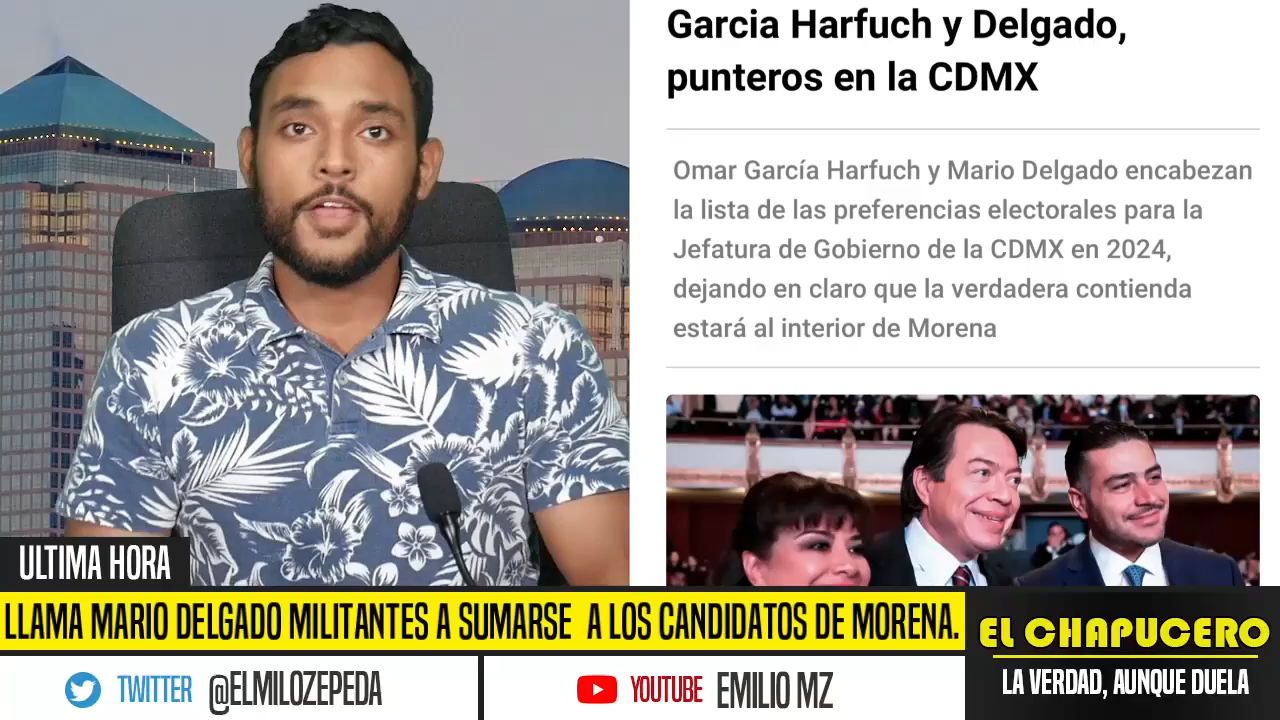 Garcia Harfuch y Delgado,
punteros en la CDMX
Omar García Harfuch y Mario Delgado encabezan
la lista de las preferencias electorales para la
Jefatura de Gobierno de la CDMX en 2024,
dejando en claro que la verdadera contienda
estará al interior de Morena
ULTIMA HORA
LLAMA MARIO DELGADO MILITANTES A SUMARSE A LOS CANDIDATOS DE MORENA.
EL CHAPUCERO
LA VERDAD, AUNQUE DUELA
TWITTER @ELMILOZEPEDA
YOUTUBE EMILIO MZ